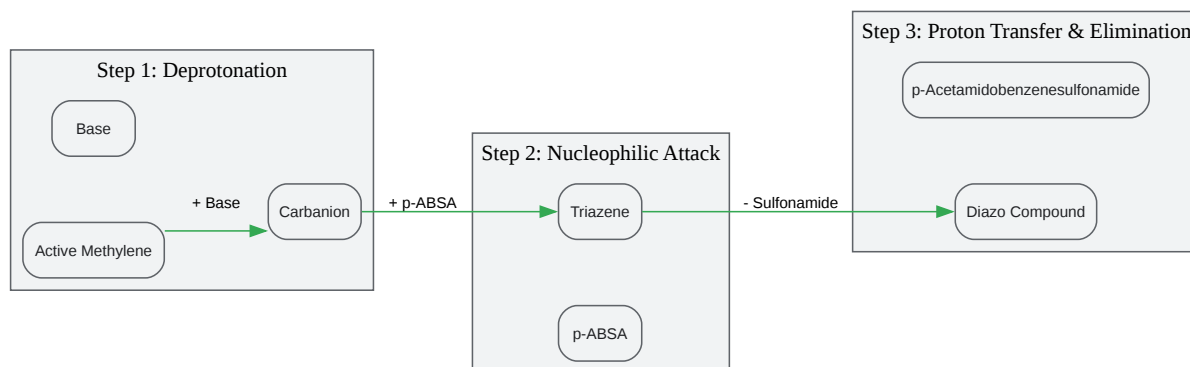 Step 1: Deprotonation
Base
Active Methylene
+ Base
Carbanion
+ p-ABSA
Step 2: Nucleophilic Attack
Triazene
p-ABSA
- Sulfonamide
Step 3: Proton Transfer & Elimination
p-Acetamidobenzenesulfonamide
Diazo Compound